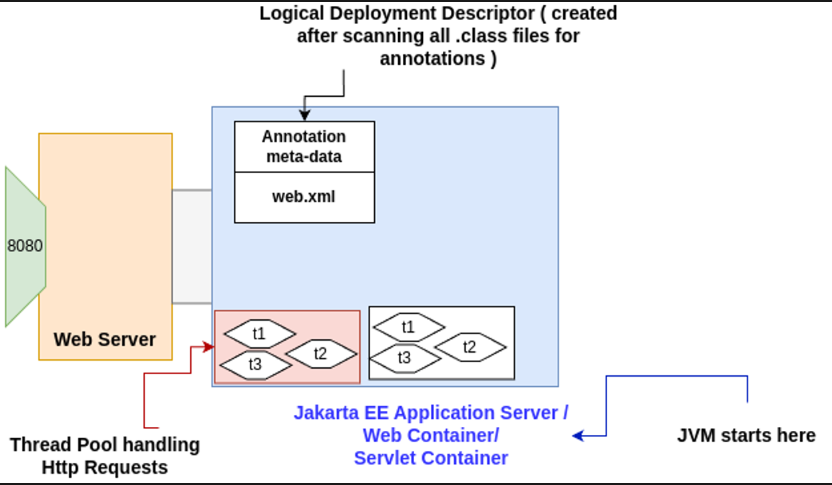 Logical Deployment Descriptor ( created
after scanning all .class files for
annotations )
Annotation
meta-data
web.xml
8080
Web Server
t1
t2
t3
t1
t2
t3
Thread Pool handling
Http Requests
Jakarta EE Application Server /
Web Container/
Servlet Container
JVM starts here